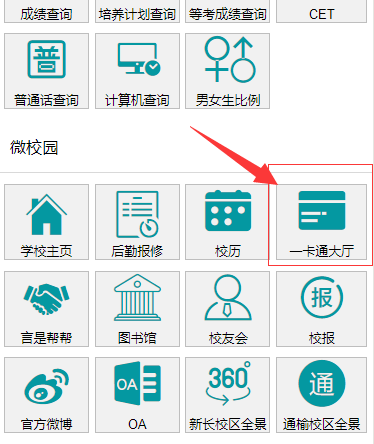 成绩查询 培养计划查询 等考成绩查询 CET
普
普通话查询 计算机查询 男女生比例
微校园
学校主页 后勤报修 校历 一卡通大厅
报
言是帮帮 图书馆 校友会 校报
OA 360° 通
官方微博 OA 新长校区全景 通榆校区全景